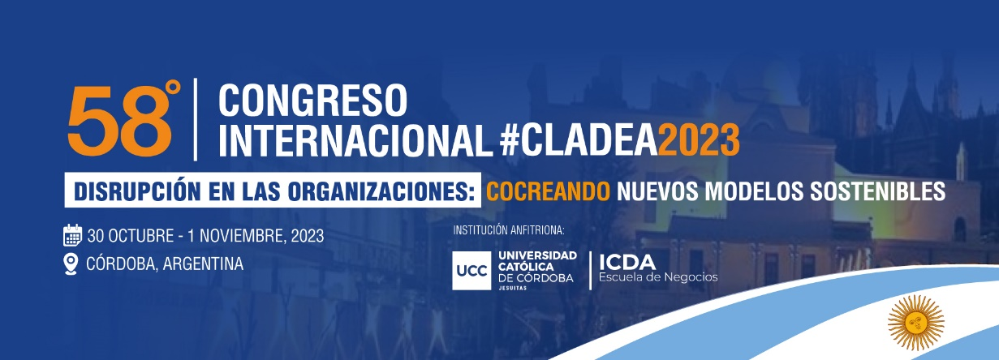 58°
CONGRESO
INTERNACIONAL #CLADEA2023
DISRUPCIÓN EN LAS ORGANIZACIONES: COCREANDO NUEVOS MODELOS SOSTENIBLES
30 OCTUBRE - 1 NOVIEMBRE, 2023
CÓRDOBA, ARGENTINA
INSTITUCIÓN ANFITRIONA:
UCC
UNIVERSIDAD
CATÓLICA
DE CÓRDOBA
JESUITAS
ICDA
Escuela de Negocios